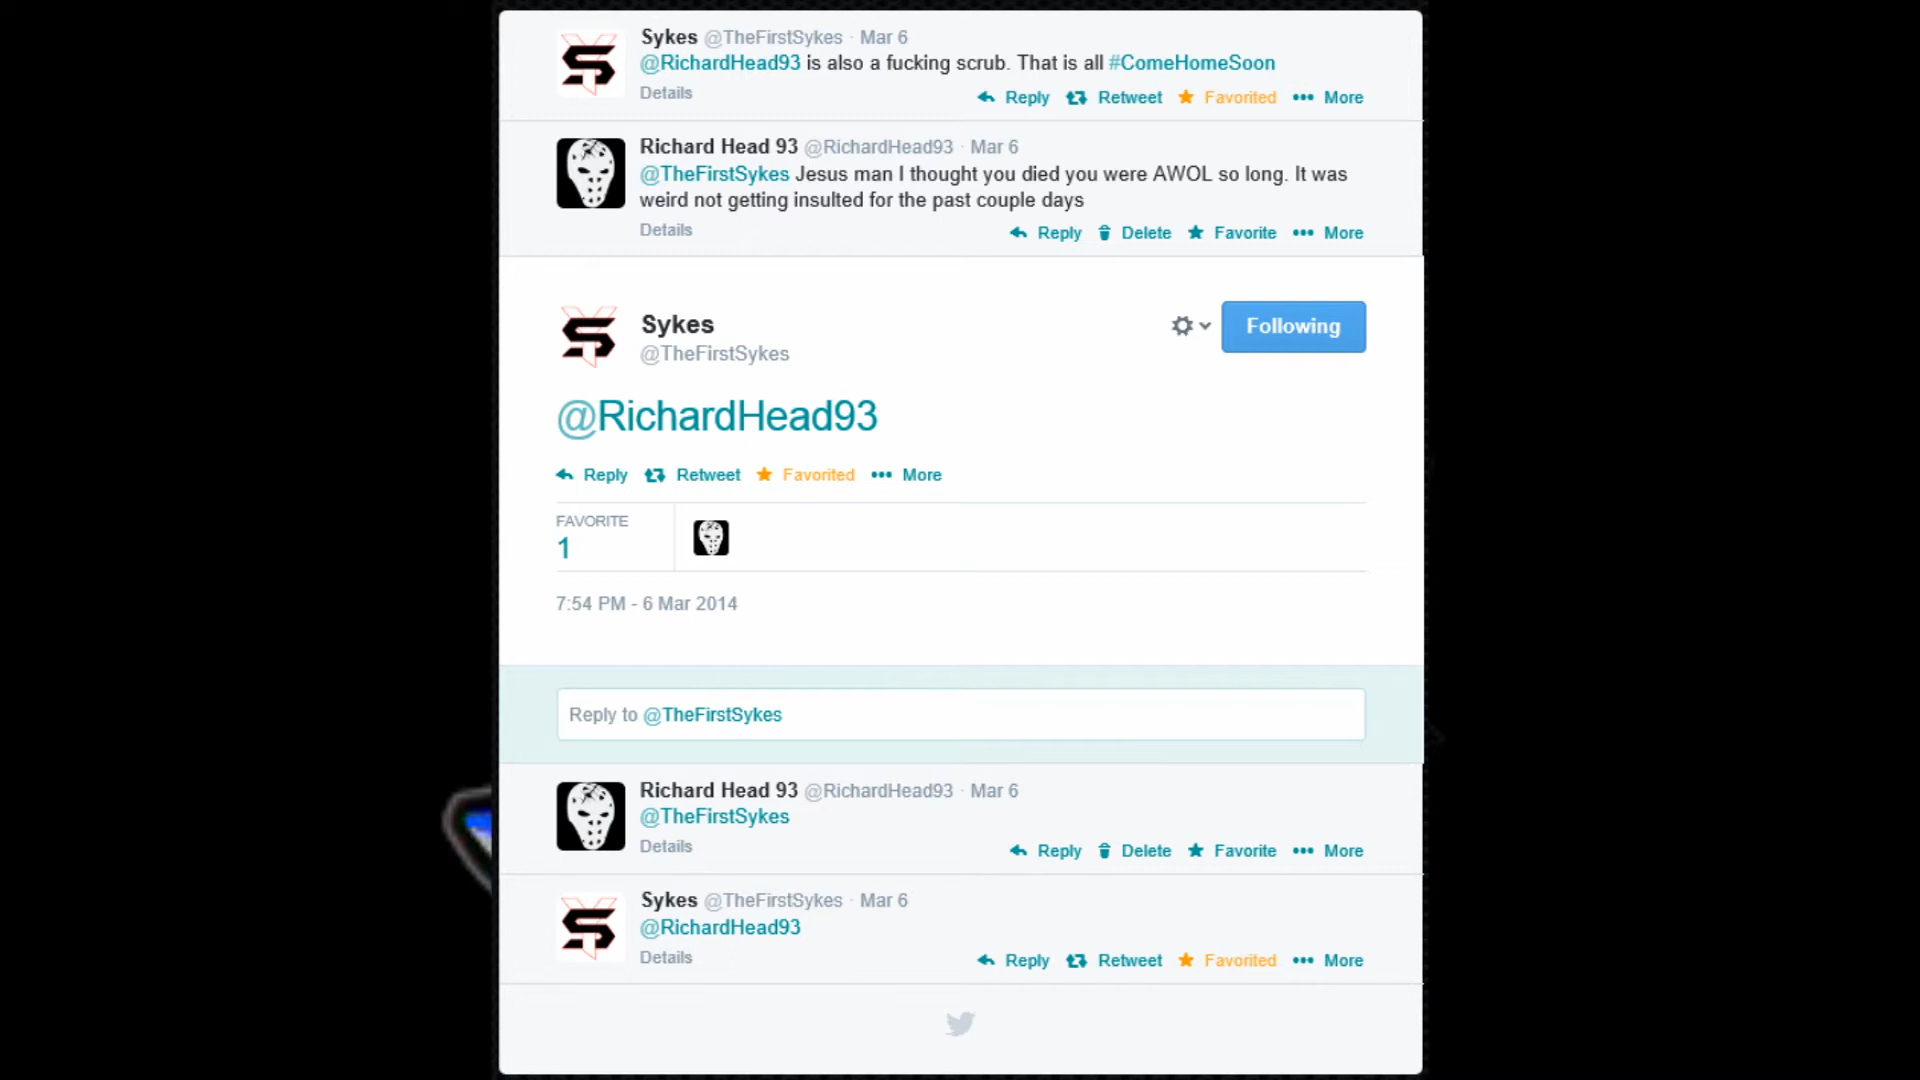 Sykes @TheFirstSykes · Mar 6
@RichardHead93 is also a fucking scrub. That is all #ComeHomeSoon
Details
Reply Retweet Favorited More
Richard Head 93 @RichardHead93 · Mar 6
@TheFirstSykes Jesus man I thought you died you were AWOL so long. It was
weird not getting insulted for the past couple days
Details
Reply Delete Favorite More
Sykes
@TheFirstSykes
Following
@RichardHead93
Reply Retweet Favorited More
FAVORITE
1
7:54 PM - 6 Mar 2014
Reply to @TheFirstSykes
Richard Head 93 @RichardHead93 · Mar 6
@TheFirstSykes
Details
Reply Delete Favorite More
Sykes @TheFirstSykes · Mar 6
@RichardHead93
Details
Reply Retweet Favorited More